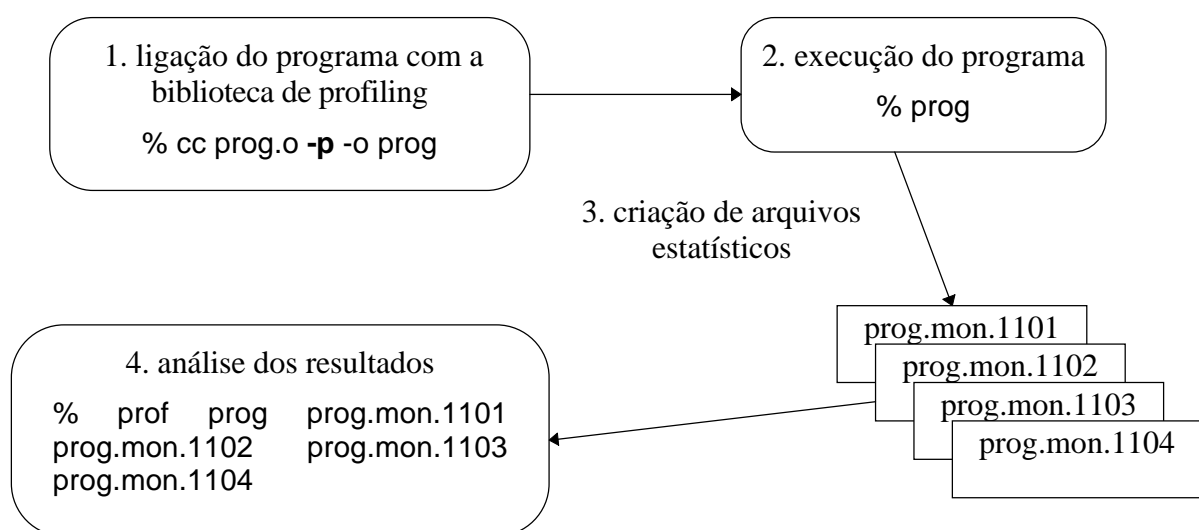 1. ligação do programa com a
biblioteca de profiling
% cc prog.o -p -o prog
2. execução do programa
% prog
3. criação de arquivos
estatísticos
prog.mon.1101
prog.mon.1102
prog.mon.1103
prog.mon.1104
4. análise dos resultados
% prof prog prog.mon.1101
prog.mon.1102 prog.mon.1103
prog.mon.1104